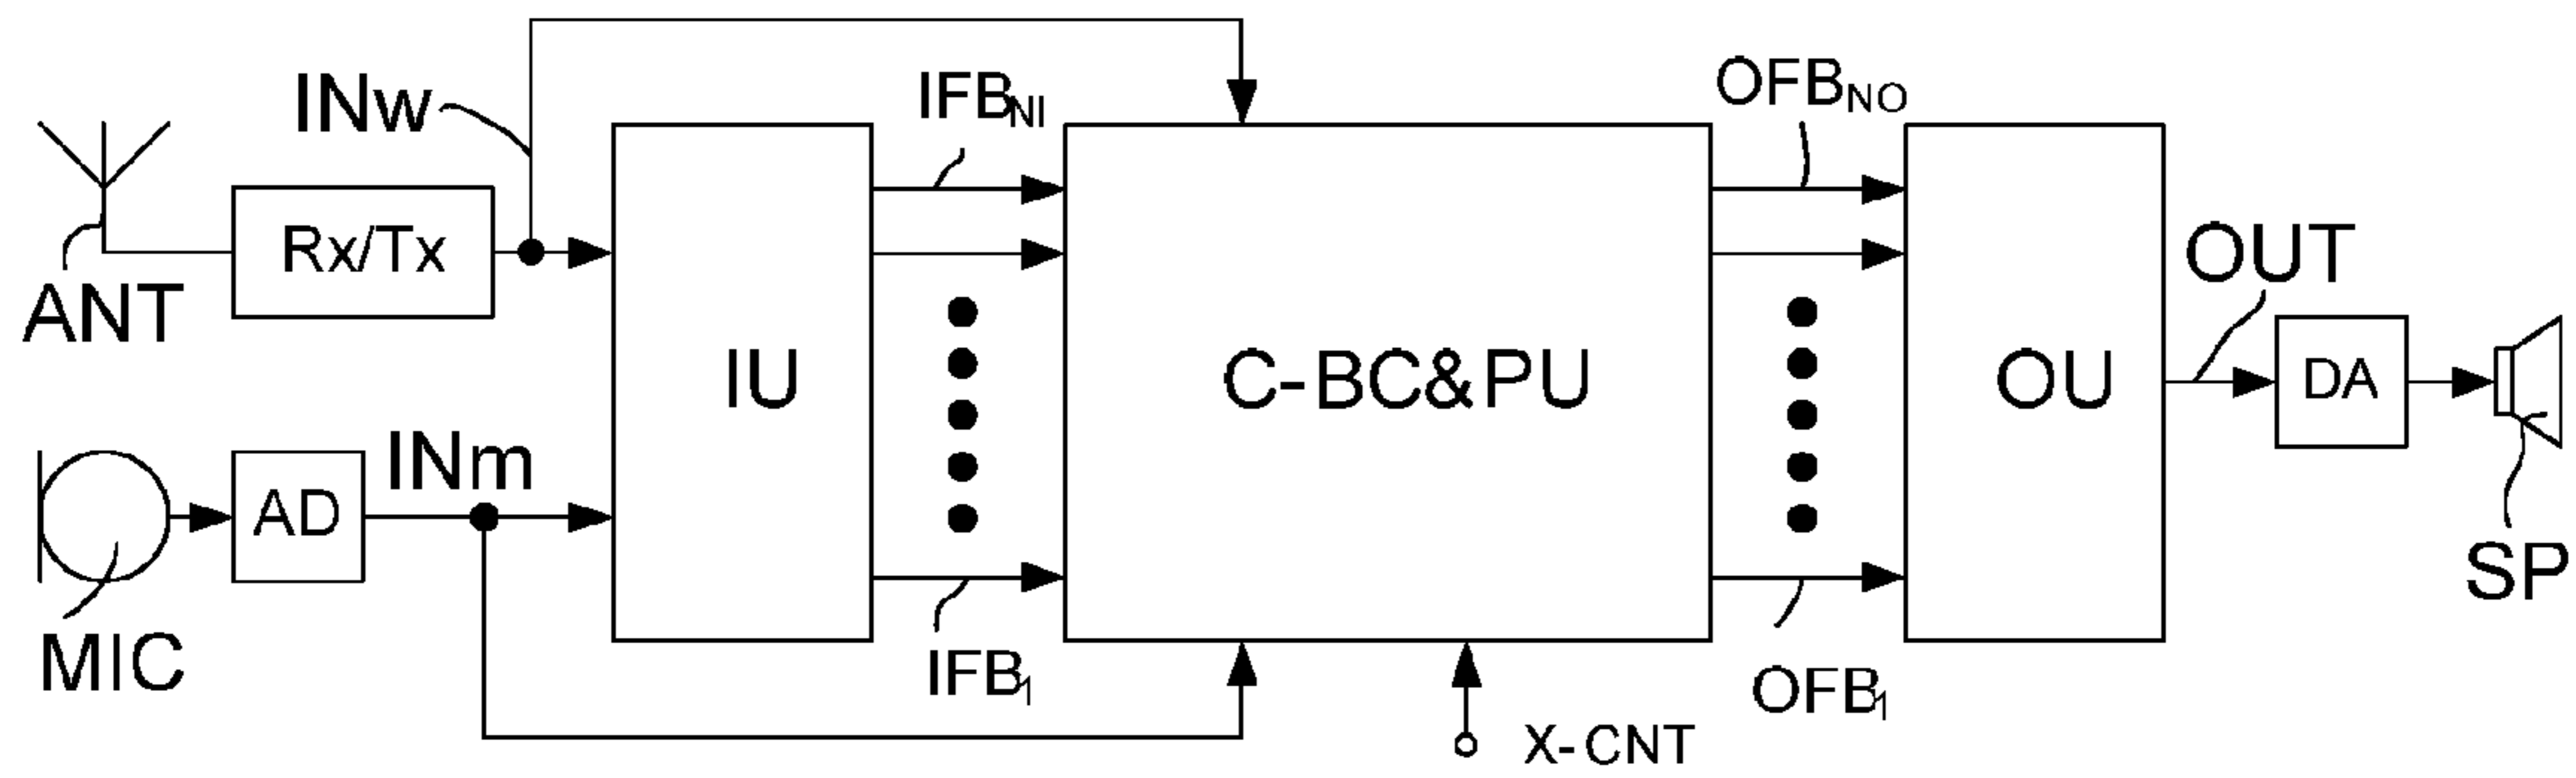 INw
IFBNI
OFBNO
ANT
Rx/Tx
IU
C-BC&PU
OU
OUT
DA
SP
MIC
AD
INm
IFB1
OFB1
X-CNT